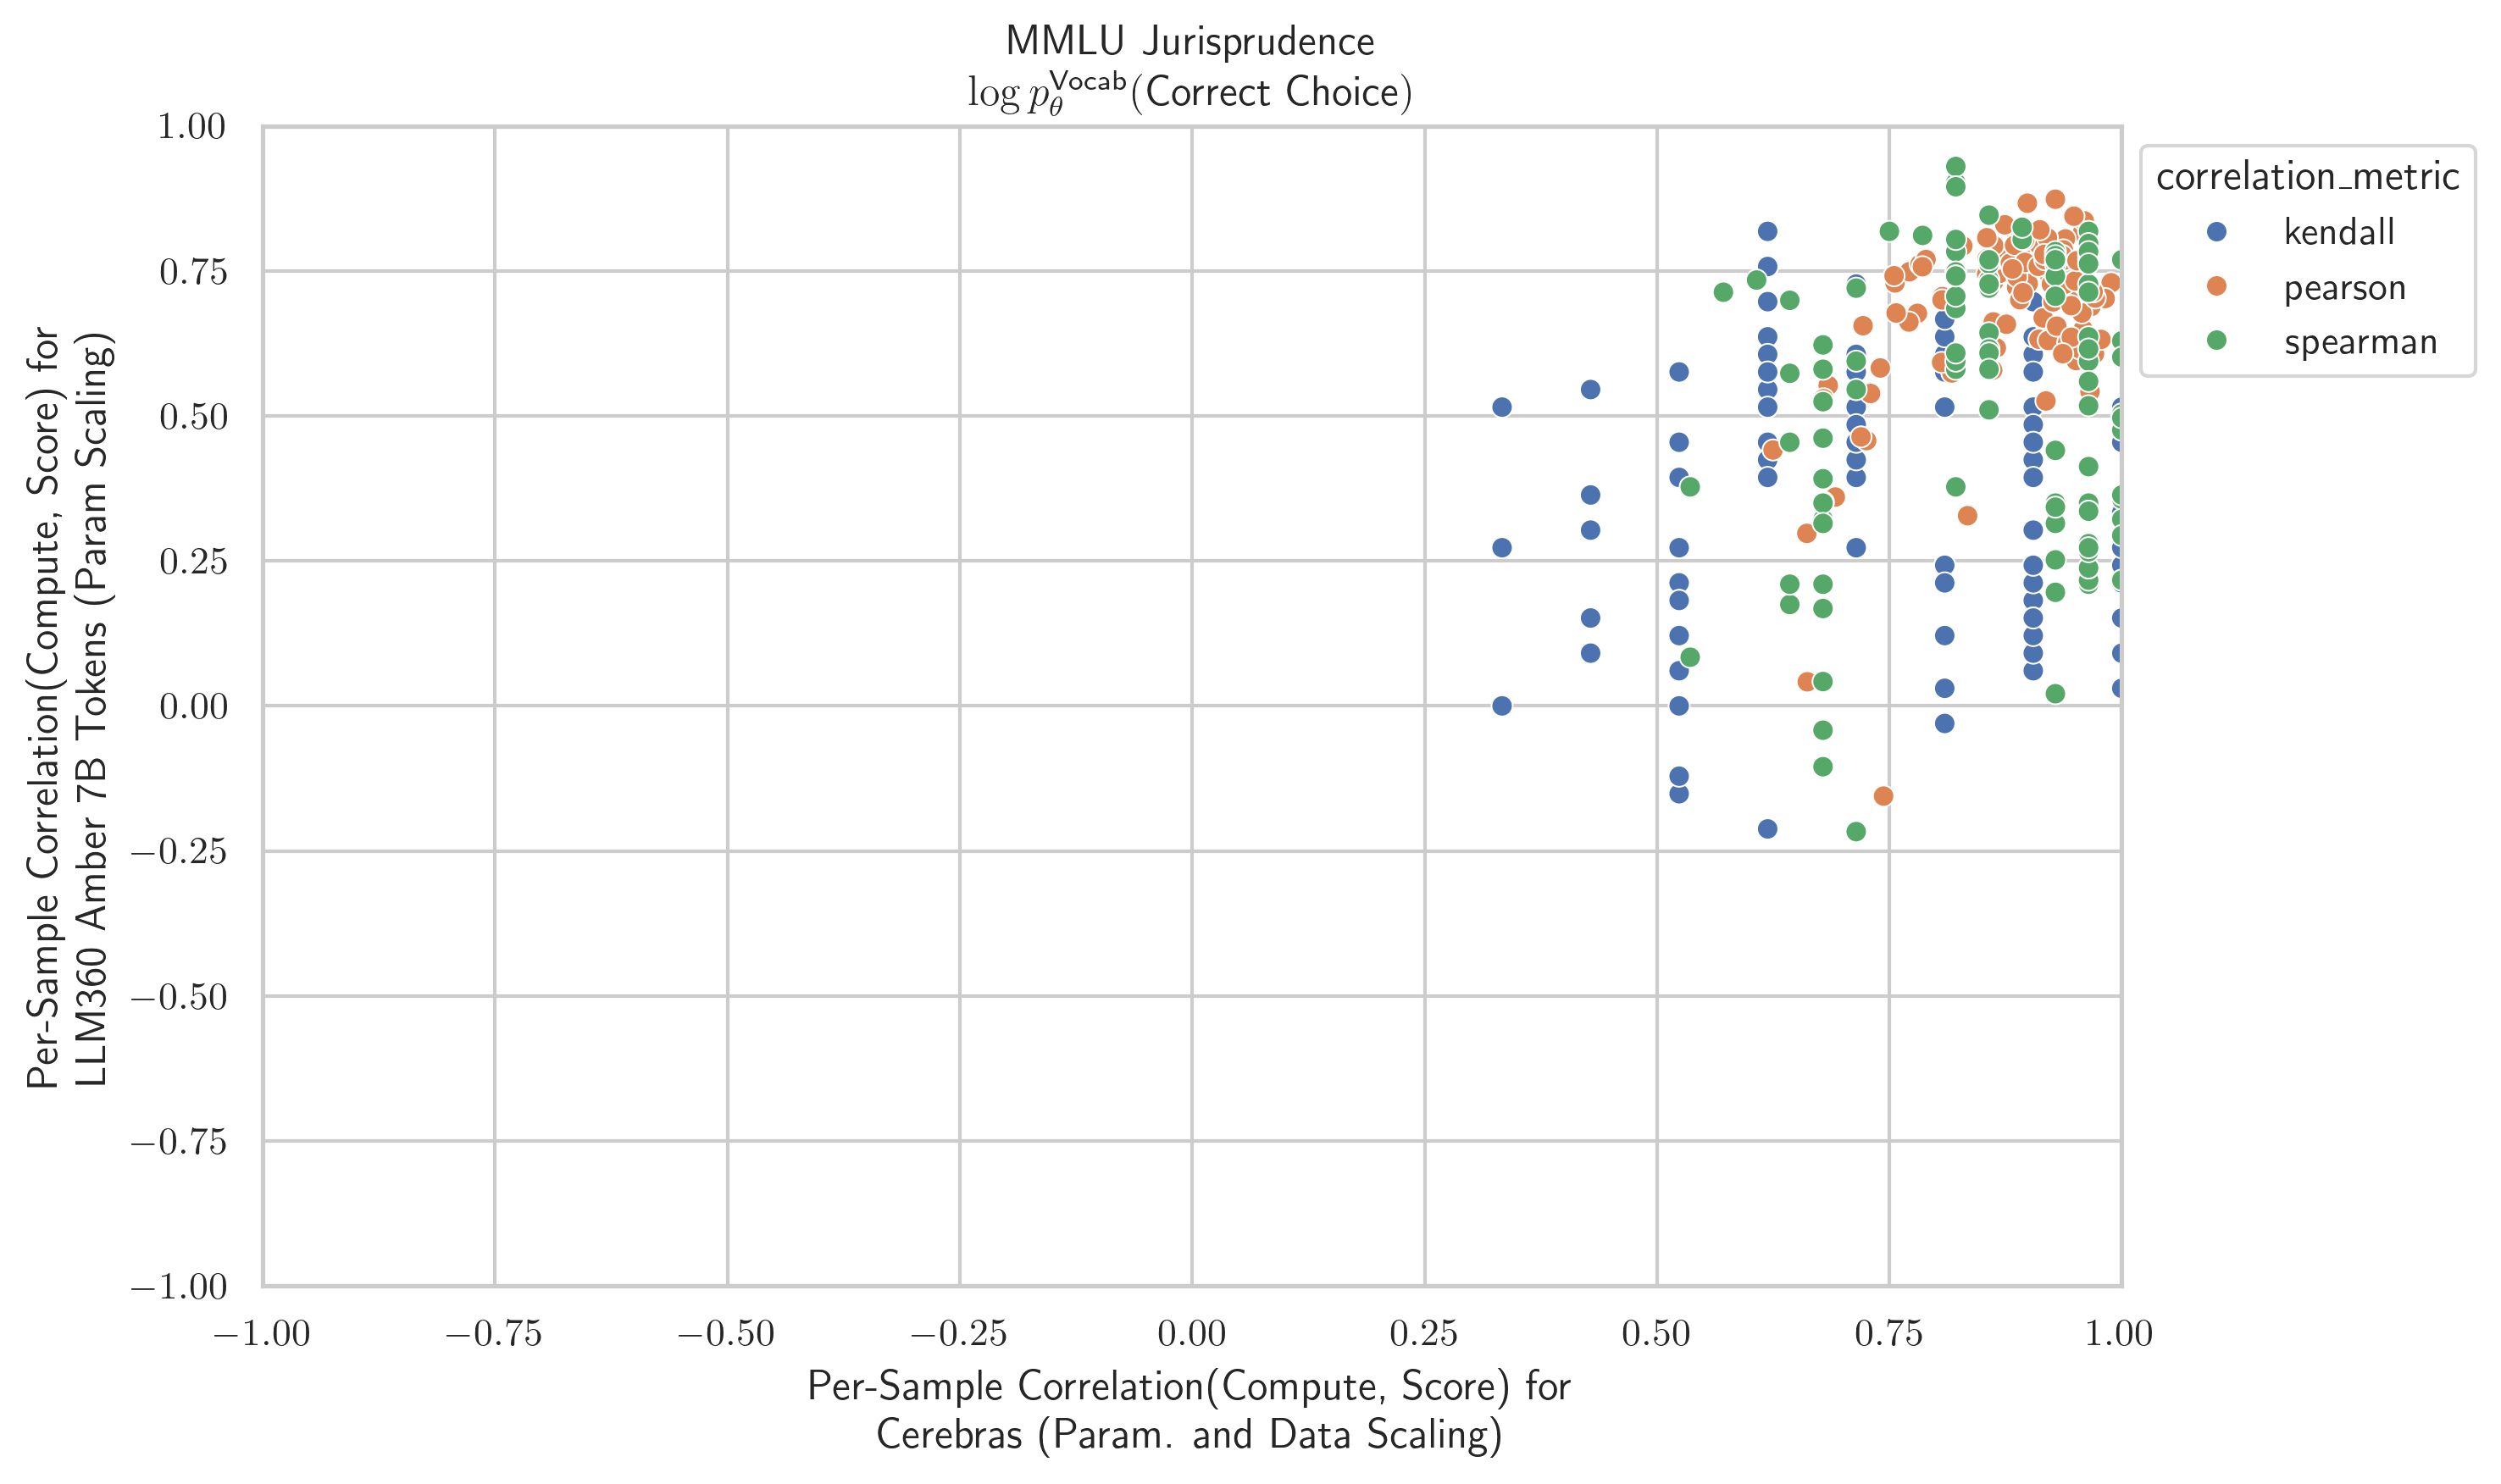 MMLU Jurisprudence
log p_θ^Vocab(Correct Choice)
Per-Sample Correlation(Compute, Score) for
LLM360 Amber 7B Tokens (Param Scaling)
1.00
0.75
0.50
0.25
0.00
−0.25
−0.50
−0.75
−1.00
−1.00 −0.75 −0.50 −0.25 0.00 0.25 0.50 0.75 1.00
Per-Sample Correlation(Compute, Score) for
Cerebras (Param. and Data Scaling)
correlation_metric
kendall
pearson
spearman